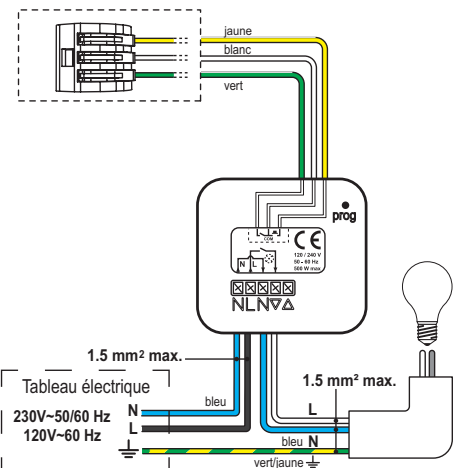 jaune
blanc
vert
prog
COM
CE
120 / 240 V
50 - 60 Hz
500 W max
N L
NLN▽△
1.5 mm² max.
Tableau électrique
1.5 mm² max.
230V~50/60 Hz
120V~60 Hz
N
L
bleu
L
bleu N
vert/jaune